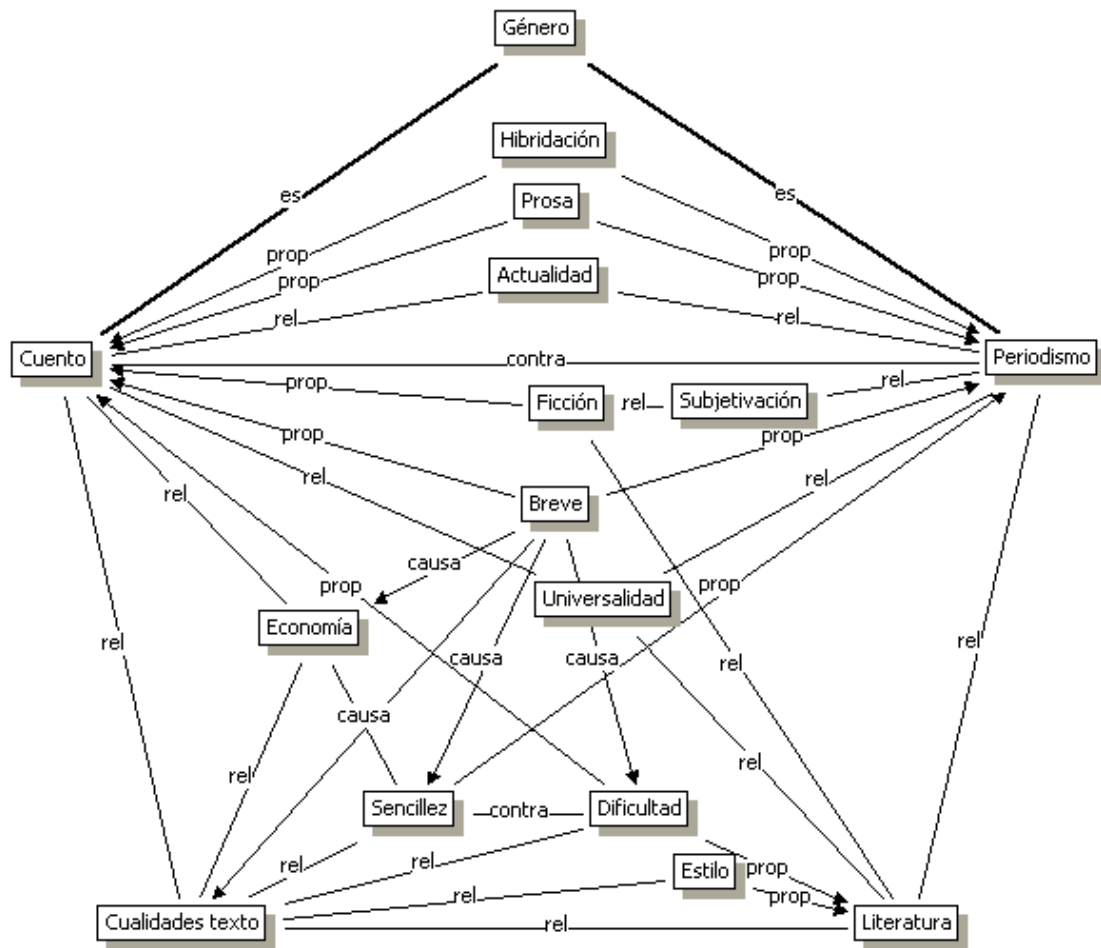 Género
Hibridación
es
Prosa
es
prop
prop
Actualidad
prop
prop
rel
rel
Cuento
contra
Periodismo
prop
Ficción
rel
Subjetivación
rel
prop
prop
rel
rel
rel
Breve
causa
prop
prop
Universalidad
Economía
rel
causa
causa
rel
rel
causa
rel
rel
Sencillez
contra
Dificultad
rel
rel
prop
Estilo
rel
prop
Cualidades texto
rel
Literatura